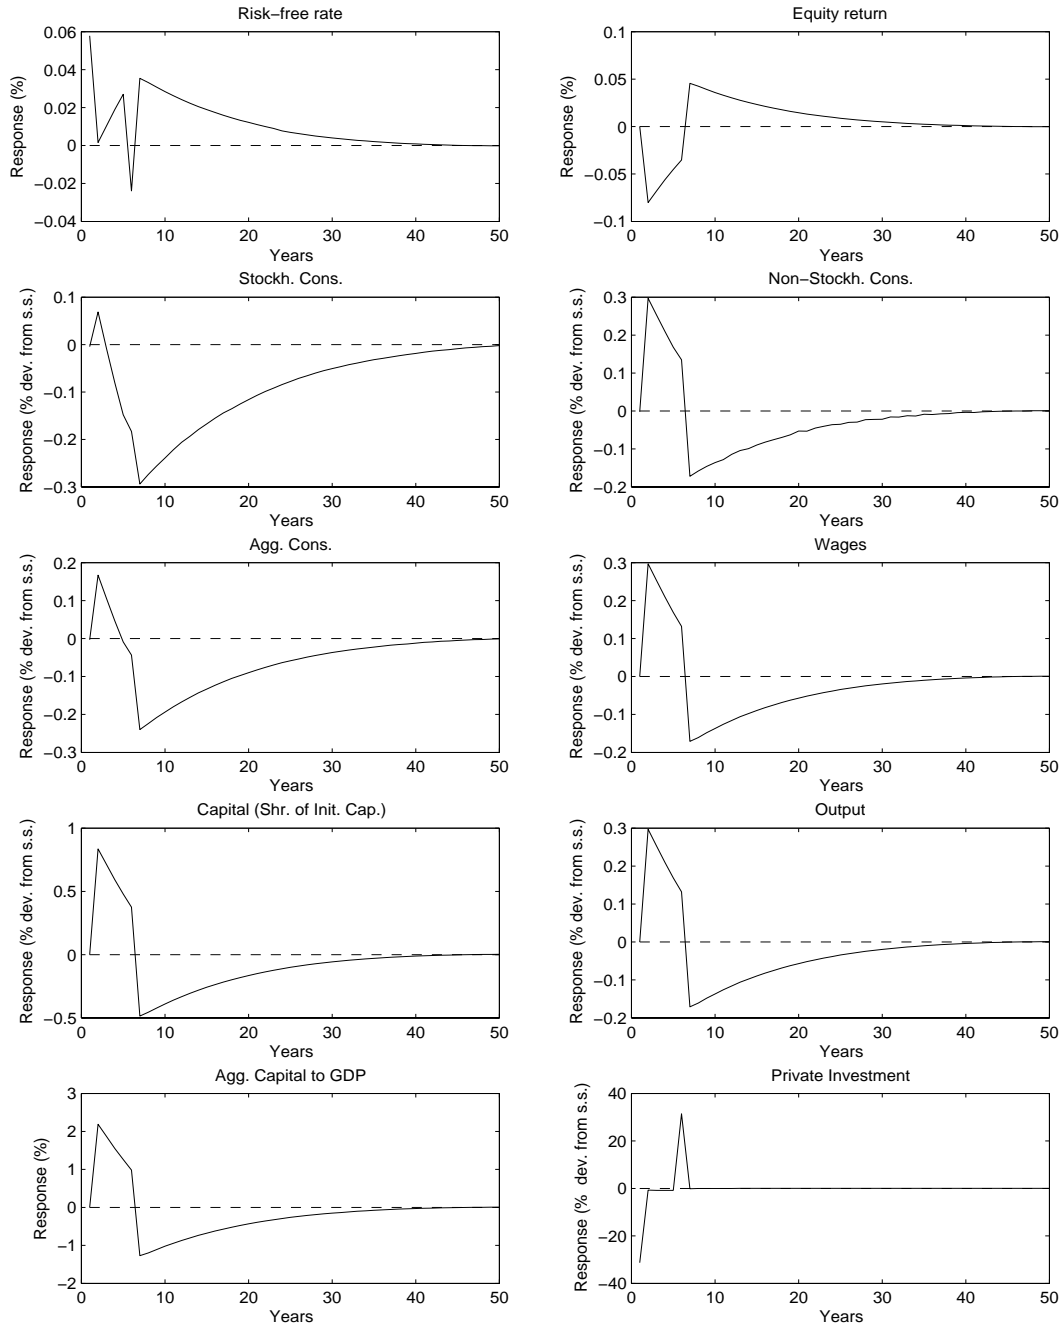 Risk−free rate
Response (%)
0.06
0.04
0.02
0
−0.02
−0.04
0 10 20 30 40 50
Years
Equity return
Response (%)
0.1
0.05
0
−0.05
−0.1
0 10 20 30 40 50
Years
Stockh. Cons.
Response (% dev. from s.s.)
0.1
0
−0.1
−0.2
−0.3
0 10 20 30 40 50
Years
Non−Stockh. Cons.
Response (% dev. from s.s.)
0.3
0.2
0.1
0
−0.1
−0.2
0 10 20 30 40 50
Years
Agg. Cons.
Response (% dev. from s.s.)
0.2
0.1
0
−0.1
−0.2
−0.3
0 10 20 30 40 50
Years
Wages
Response (% dev. from s.s.)
0.3
0.2
0.1
0
−0.1
−0.2
0 10 20 30 40 50
Years
Capital (Shr. of Init. Cap.)
Response (% dev. from s.s.)
1
0.5
0
−0.5
0 10 20 30 40 50
Years
Output
Response (% dev. from s.s.)
0.3
0.2
0.1
0
−0.1
−0.2
0 10 20 30 40 50
Years
Agg. Capital to GDP
Response (%)
3
2
1
0
−1
−2
0 10 20 30 40 50
Years
Private Investment
Response (% dev. from s.s.)
40
20
0
−20
−40
0 10 20 30 40 50
Years